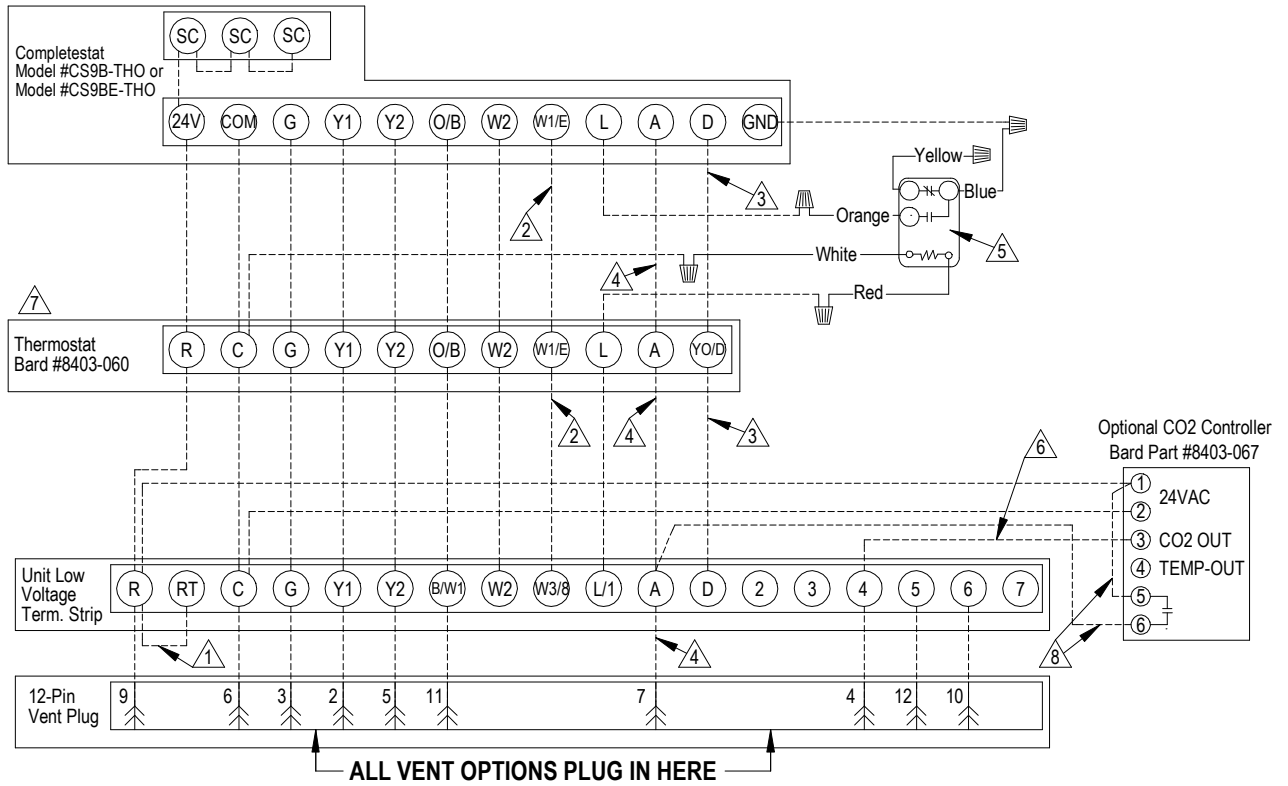 SC SC SC
Completestat
Model #CS9B-THO or
Model #CS9BE-THO
24V COM G Y1 Y2 O/B W2 W1/E L A D GND
Yellow
Blue
3
2
Orange
5
White
4
Red
7
Thermostat
Bard #8403-060
R C G Y1 Y2 O/B W2 W1/E L A YO/D
2 4 3
Optional CO2 Controller
Bard Part #8403-067
6
1
24VAC
2
3 CO2 OUT
4 TEMP-OUT
5
6
Unit Low
Voltage
Term. Strip
R RT C G Y1 Y2 B/W1 W2 W3/8 L/1 A D 2 3 4 5 6 7
1 4 8
12-Pin
Vent Plug
9 6 3 2 5 11 7 4 12 10
ALL VENT OPTIONS PLUG IN HERE